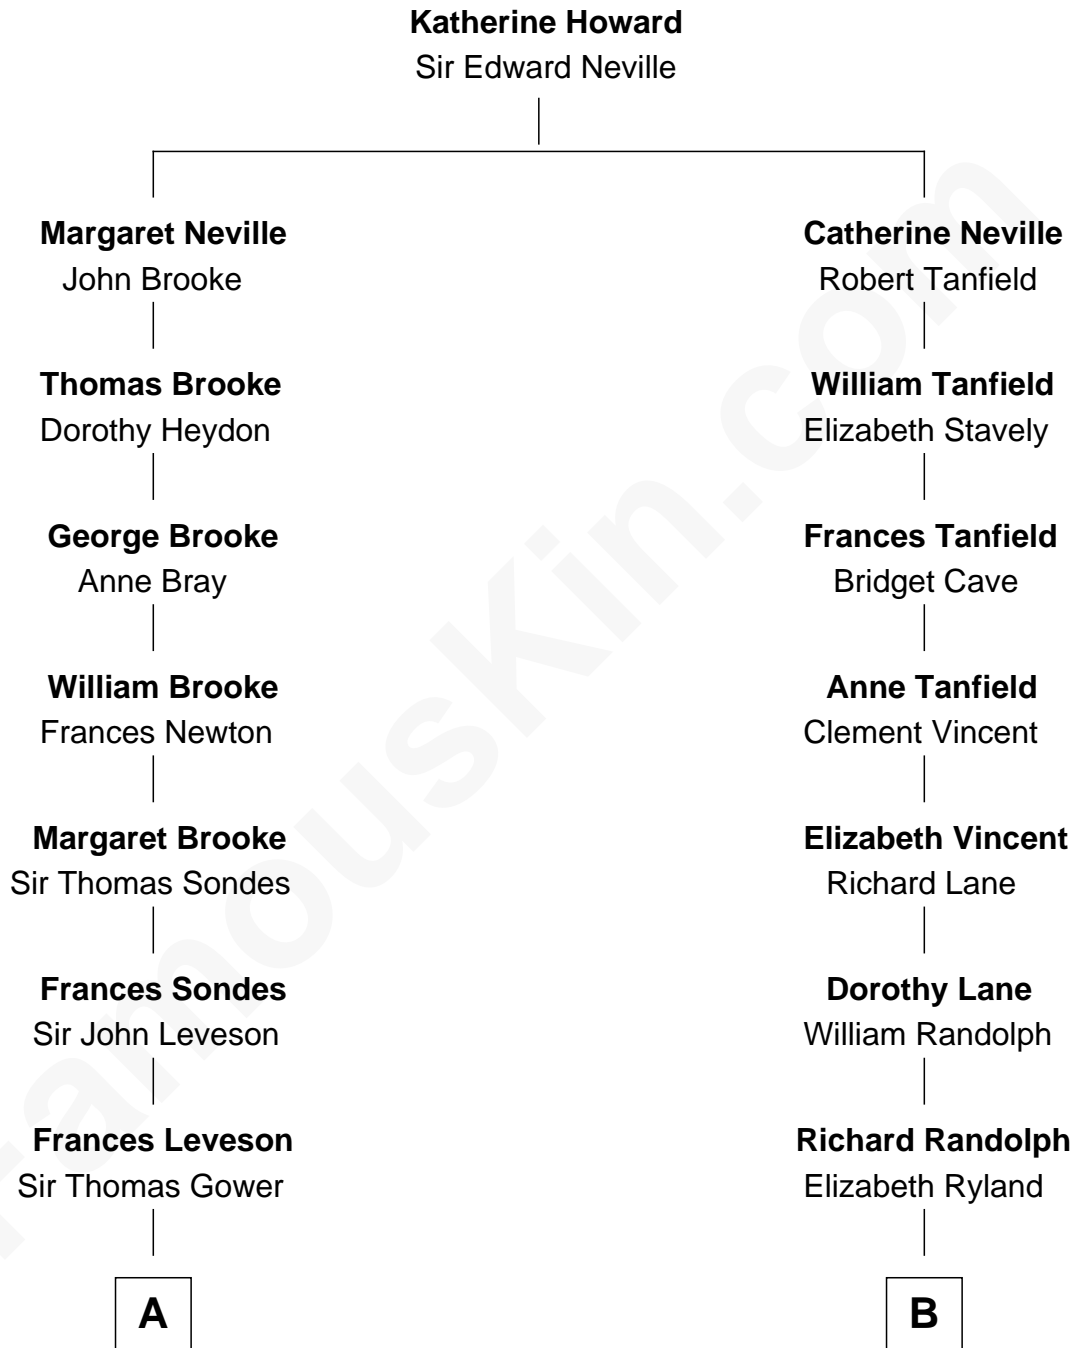 Katherine Howard
Sir Edward Neville
Margaret Neville
John Brooke
Catherine Neville
Robert Tanfield
Thomas Brooke
Dorothy Heydon
William Tanfield
Elizabeth Stavely
George Brooke
Anne Bray
Frances Tanfield
Bridget Cave
William Brooke
Frances Newton
Anne Tanfield
Clement Vincent
Margaret Brooke
Sir Thomas Sondes
Elizabeth Vincent
Richard Lane
Frances Sondes
Sir John Leveson
Dorothy Lane
William Randolph
Frances Leveson
Sir Thomas Gower
Richard Randolph
Elizabeth Ryland
A
B
FamousKin.com